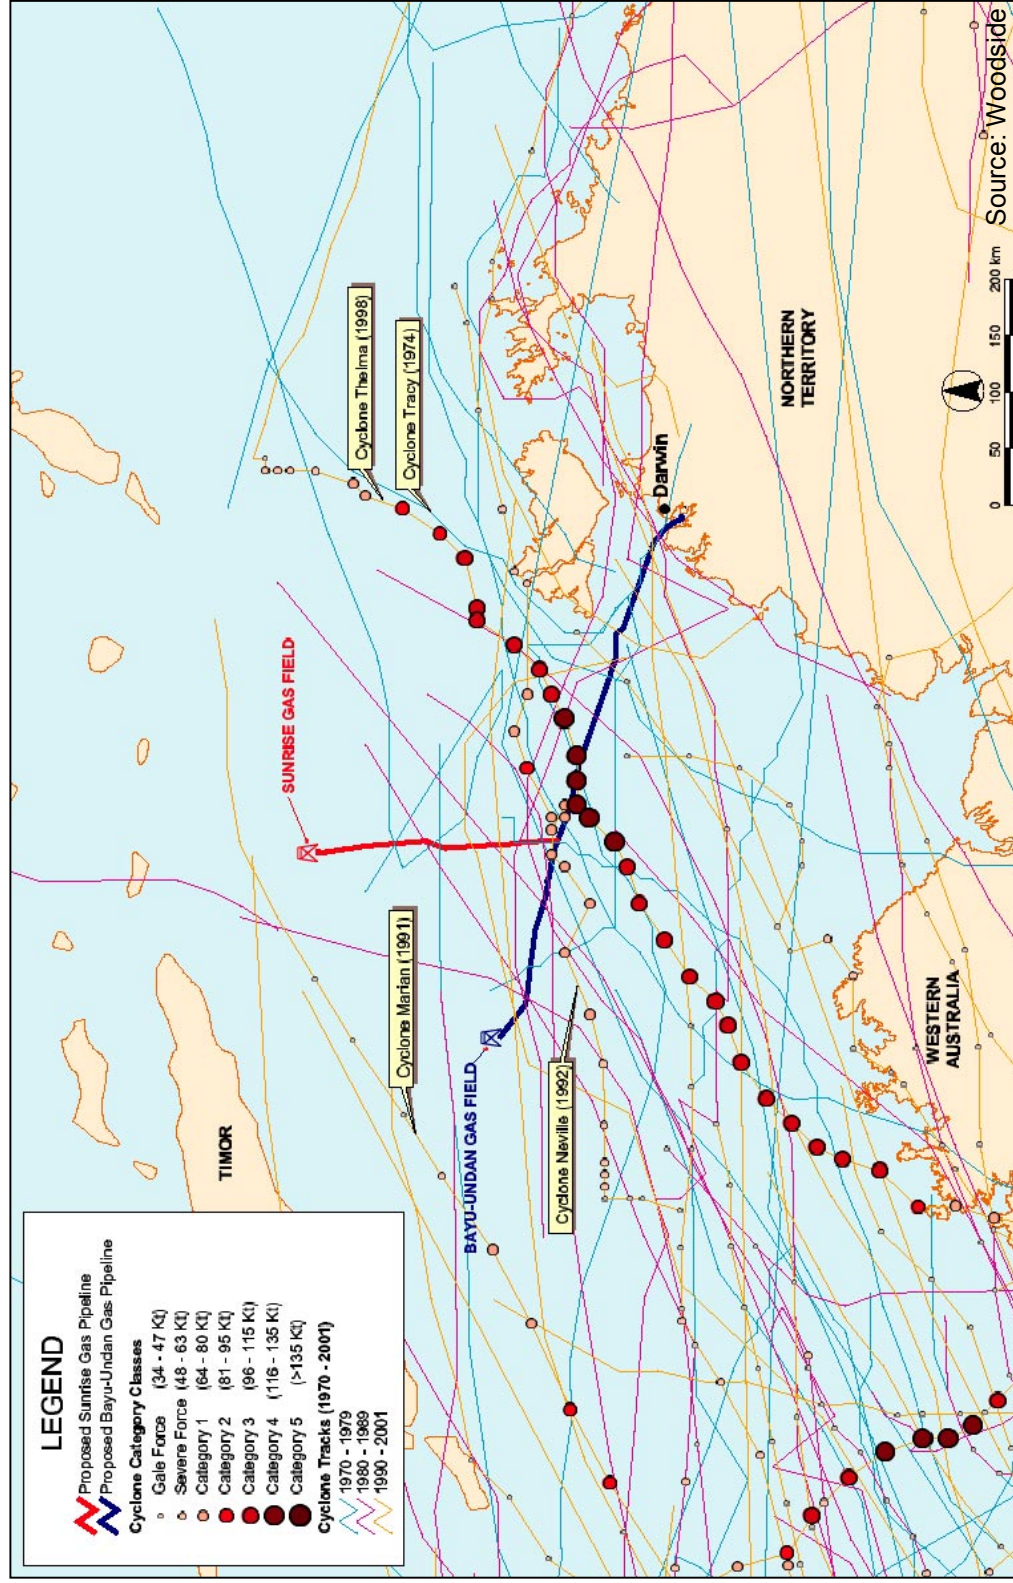 LEGEND
Proposed Sunrise Gas Pipeline
Proposed Bayu-Undan Gas Pipeline
Cyclone Category Classes
Gale Force (34 - 47 Kt)
Severe Force (48 - 63 Kt)
Category 1 (64 - 80 Kt)
Category 2 (81 - 95 Kt)
Category 3 (96 - 115 Kt)
Category 4 (116 - 135 Kt)
Category 5 (>135 Kt)
Cyclone Tracks (1970 - 2001)
1970 - 1979
1980 - 1989
1990 - 2001
TIMOR
Cyclone Marian (1991)
BAYU-UNDAN GAS FIELD
Cyclone Neville (1992)
SUNRISE GAS FIELD
Cyclone Thelma (1998)
Cyclone Tracy (1974)
Darwin
NORTHERN
TERRITORY
WESTERN
AUSTRALIA
0 50 100 150 200 km
Source: Woodside